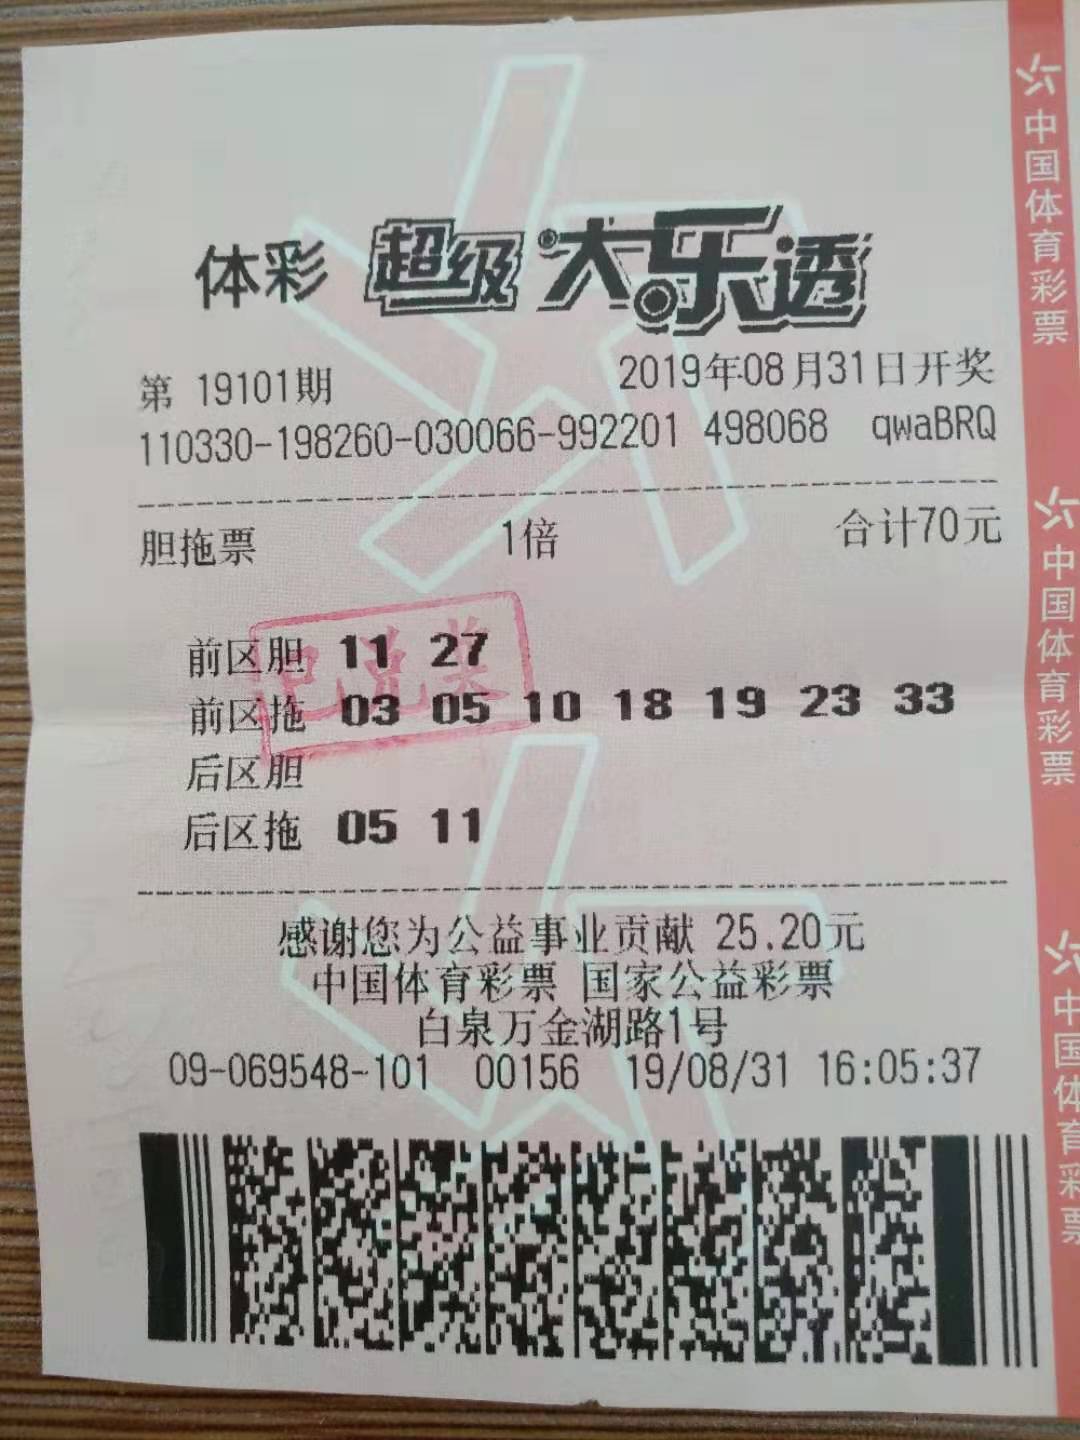 体彩 超级大乐透
第 19101期 2019年08月31日开奖
110330-198260-030066-992201 498068 qwaBRQ
胆拖票 1倍 合计70元
前区胆 11 27
已兑奖
前区拖 03 05 10 18 19 23 33
后区胆
后区拖 05 11
感谢您为公益事业贡献 25.20元
中国体育彩票 国家公益彩票
白泉万金湖路1号
09-069548-101 00156 19/08/31 16:05:37
中国体育彩票
中国体育彩票
中国体育彩票